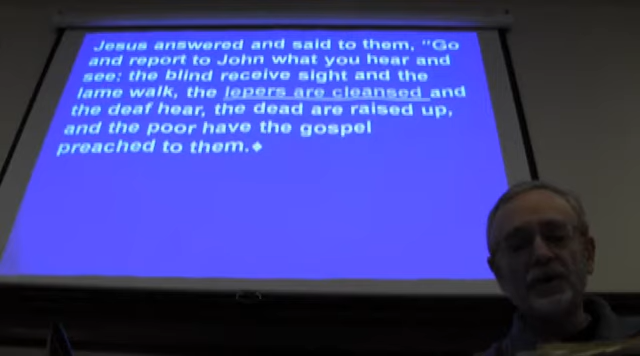 Jesus answered and said to them, "Go
and report to John what you hear and
see: the blind receive sight and the
lame walk, the lepers are cleansed and
the deaf hear, the dead are raised up,
and the poor have the gospel
preached to them.◆